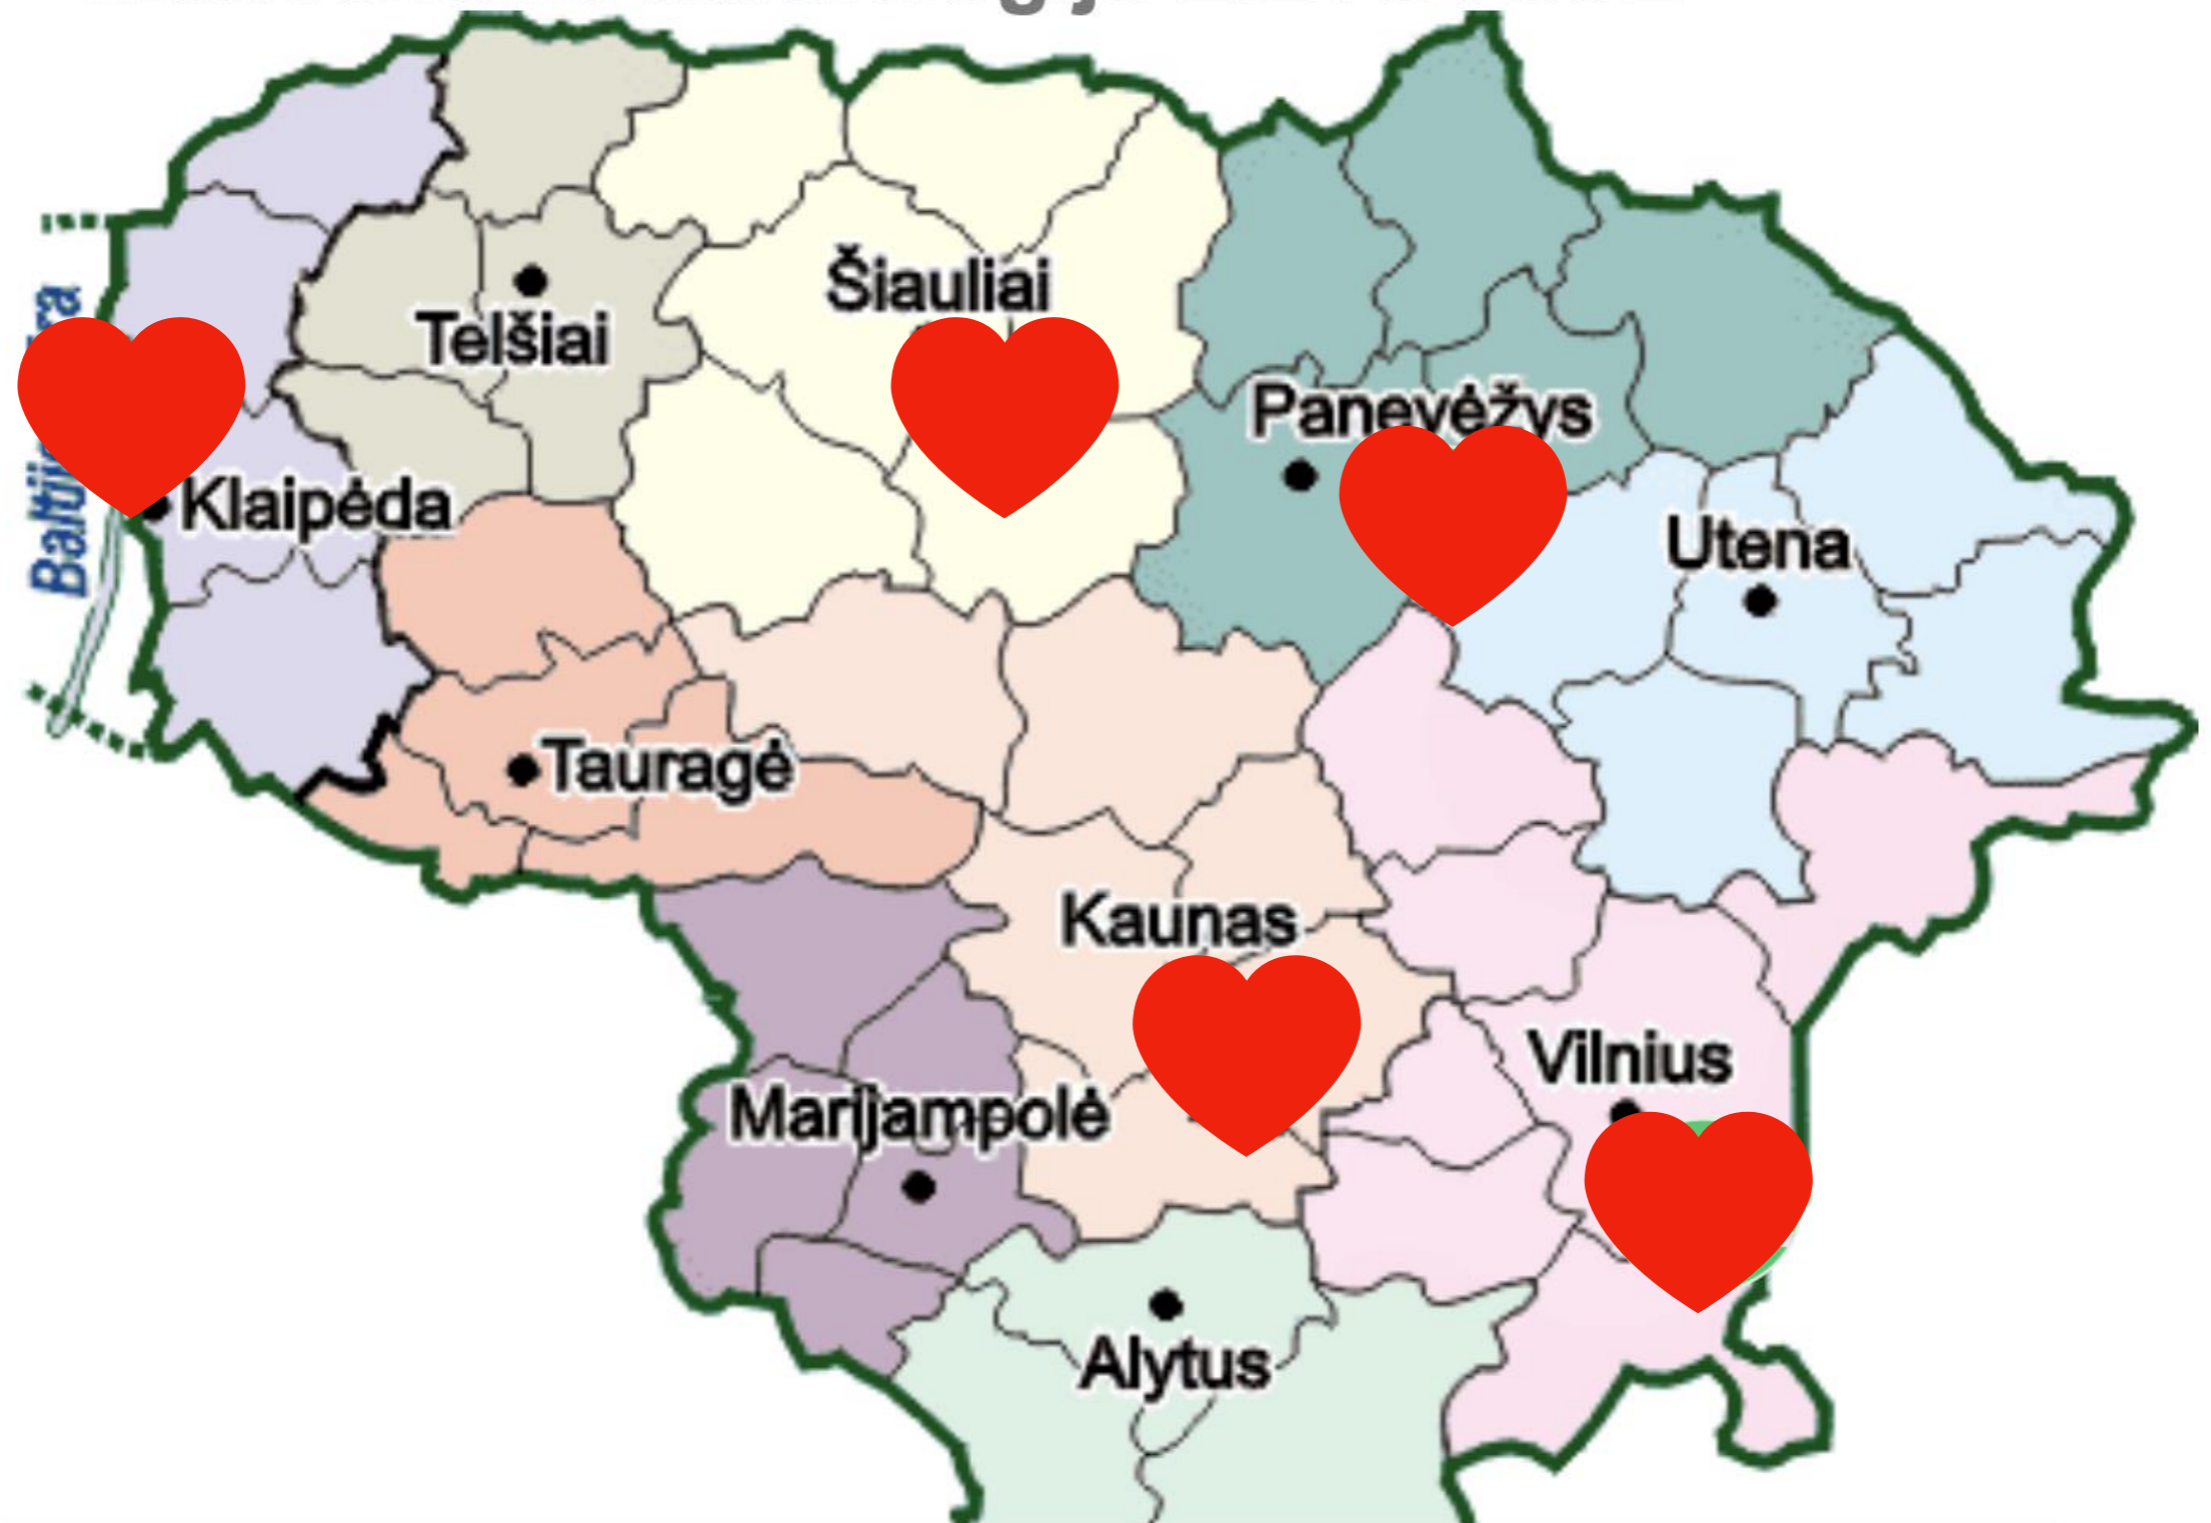 Šiauliai
Telšiai
Panevėžys
Klaipėda
Utena
Tauragė
Kaunas
Vilnius
Marijampolė
Alytus